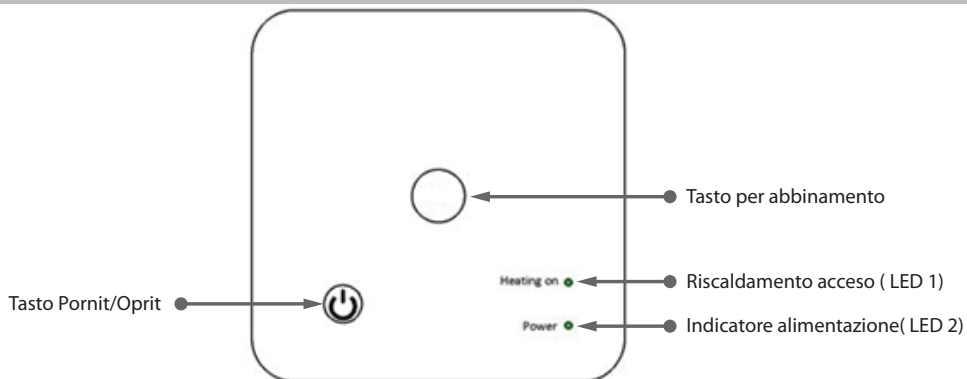 Tasto per abbinamento
Heating on
Riscaldamento acceso ( LED 1)
Tasto Pornit/Oprit
Power
Indicatore alimentazione( LED 2)